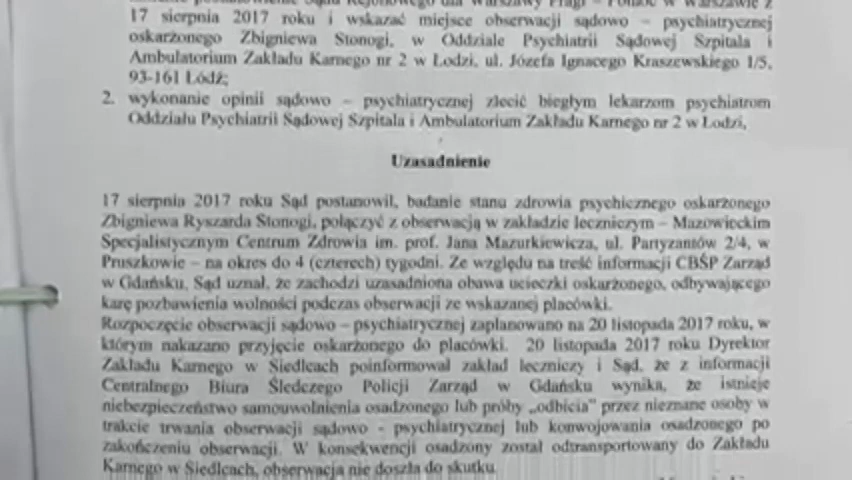 17 sierpnia 2017 roku i wskazać miejsce obserwacji sądowo – psychiatrycznej
oskarżonego Zbigniewa Stonogi, w Oddziale Psychiatrii Sądowej Szpitala i
Ambulatorium Zakładu Karnego nr 2 w Łodzi, ul. Józefa Ignacego Kraszewskiego 1/5,
93-161 Łódź;
2. wykonanie opinii sądowo – psychiatrycznej zlecić biegłym lekarzom psychiatrom
Oddziału Psychiatrii Sądowej Szpitala i Ambulatorium Zakładu Karnego nr 2 w Łodzi,
Uzasadnienie
17 sierpnia 2017 roku Sąd postanowił, badanie stanu zdrowia psychicznego oskarżonego
Zbigniewa Ryszarda Stonogi, połączyć z obserwacją w zakładzie leczniczym – Mazowieckim
Specjalistycznym Centrum Zdrowia im. prof. Jana Mazurkiewicza, ul. Partyzantów 2/4, w
Pruszkowie – na okres do 4 (czterech) tygodni. Ze względu na treść informacji CBŚP Zarząd
w Gdańsku, Sąd uznał, że zachodzi uzasadniona obawa ucieczki oskarżonego, odbywającego
karę pozbawienia wolności podczas obserwacji ze wskazanej placówki.
Rozpoczęcie obserwacji sądowo – psychiatrycznej zaplanowano na 20 listopada 2017 roku, w
którym nakazano przyjęcie oskarżonego do placówki. 20 listopada 2017 roku Dyrektor
Zakładu Karnego w Siedlcach poinformował zakład leczniczy i Sąd, że z informacji
Centralnego Biura Śledczego Policji Zarząd w Gdańsku wynika, że istnieje
niebezpieczeństwo samouwolnienia osadzonego lub próby „odbicia" przez nieznane osoby w
trakcie trwania obserwacji sądowo - psychiatrycznej lub konwojowania osadzonego po
zakończeniu obserwacji. W konsekwencji osadzony został odtransportowany do Zakładu
Karnego w Siedlcach, obserwacja nie doszła do skutku.